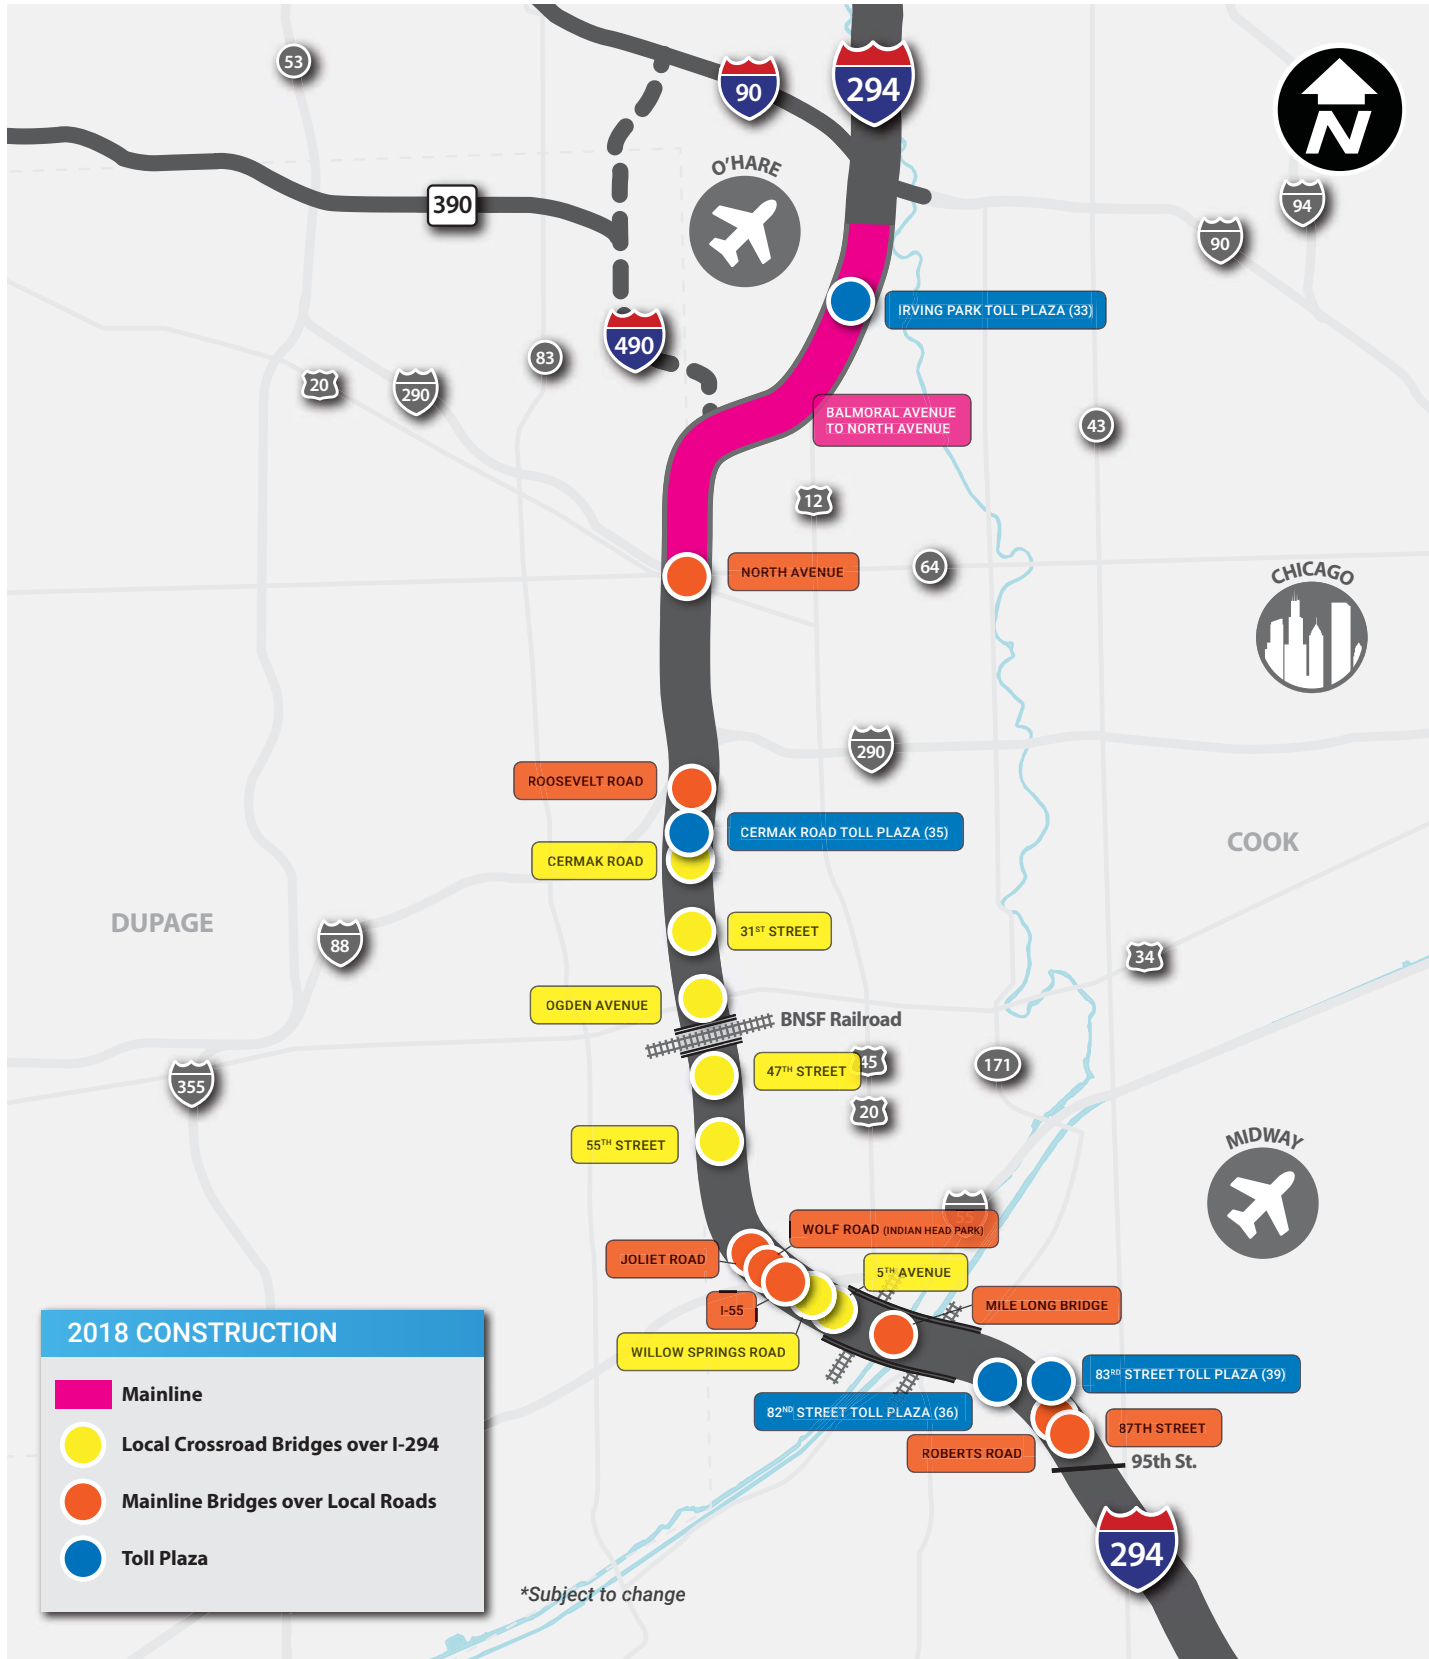 53
90
294
N
O'HARE
94
390
90
IRVING PARK TOLL PLAZA (33)
490
83
20
290
BALMORAL AVENUE
TO NORTH AVENUE
43
12
NORTH AVENUE
64
CHICAGO
290
ROOSEVELT ROAD
CERMAK ROAD TOLL PLAZA (35)
COOK
CERMAK ROAD
DUPAGE
31ST STREET
88
34
OGDEN AVENUE
BNSF Railroad
47TH STREET
45
171
355
20
55TH STREET
MIDWAY
55
WOLF ROAD (INDIAN HEAD PARK)
JOLIET ROAD
5TH AVENUE
I-55
MILE LONG BRIDGE
WILLOW SPRINGS ROAD
83RD STREET TOLL PLAZA (39)
82ND STREET TOLL PLAZA (36)
87TH STREET
ROBERTS ROAD
95th St.
294
2018 CONSTRUCTION
Mainline
Local Crossroad Bridges over I-294
Mainline Bridges over Local Roads
Toll Plaza
*Subject to change